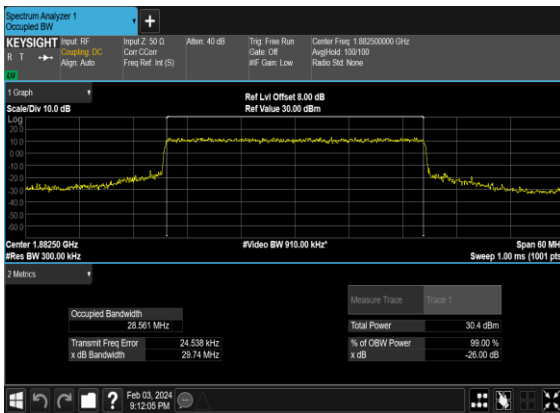 Spectrum Analyzer 1
Occupied BW
KEYSIGHT
R T
LV
Input: RF
Coupling: DC
Align: Auto
Input Z: 50 Ω
Corr CCorr
Freq Ref: Int (S)
Atten: 40 dB
Trig: Free Run
Gate: Off
#IF Gain: Low
Center Freq: 1.882500000 GHz
Avg|Hold: 100/100
Radio Std: None
1 Graph
Scale/Div 10.0 dB
Ref Lvl Offset 8.00 dB
Ref Value 30.00 dBm
Log
20.0
10.0
0.00
-10.0
-20.0
-30.0
-40.0
-50.0
-60.0
Center 1.88250 GHz
#Res BW 300.00 kHz
#Video BW 910.00 kHz*
Span 60 MH
Sweep 1.00 ms (1001 pts
2 Metrics
Measure Trace
Trace 1
Occupied Bandwidth
28.561 MHz
Total Power
30.4 dBm
Transmit Freq Error
24.538 kHz
% of OBW Power
99.00 %
x dB Bandwidth
29.74 MHz
x dB
-26.00 dB
?
Feb 03, 2024
9:12:05 PM